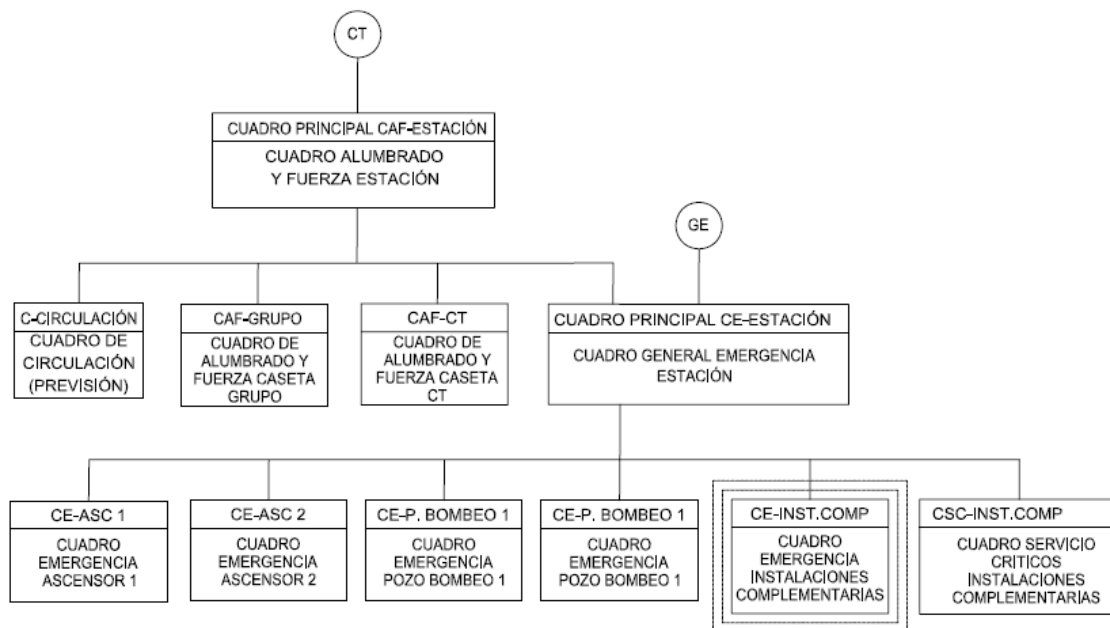 CT
CUADRO PRINCIPAL CAF-ESTACIÓN
CUADRO ALUMBRADO
Y FUERZA ESTACIÓN
GE
C-CIRCULACIÓN
CUADRO DE
CIRCULACIÓN
(PREVISIÓN)
CAF-GRUPO
CUADRO DE
ALUMBRADO Y
FUERZA CASETA
GRUPO
CAF-CT
CUADRO DE
ALUMBRADO Y
FUERZA CASETA
CT
CUADRO PRINCIPAL CE-ESTACIÓN
CUADRO GENERAL EMERGENCIA
ESTACIÓN
CE-ASC 1
CUADRO
EMERGENCIA
ASCENSOR 1
CE-ASC 2
CUADRO
EMERGENCIA
ASCENSOR 2
CE-P. BOMBEO 1
CUADRO
EMERGENCIA
POZO BOMBEO 1
CE-P. BOMBEO 1
CUADRO
EMERGENCIA
POZO BOMBEO 1
CE-INST.COMP
CUADRO
EMERGENCIA
INSTALACIONES
COMPLEMENTARIAS
CSC-INST.COMP
CUADRO SERVICIO
CRITICOS
INSTALACIONES
COMPLEMENTARIAS